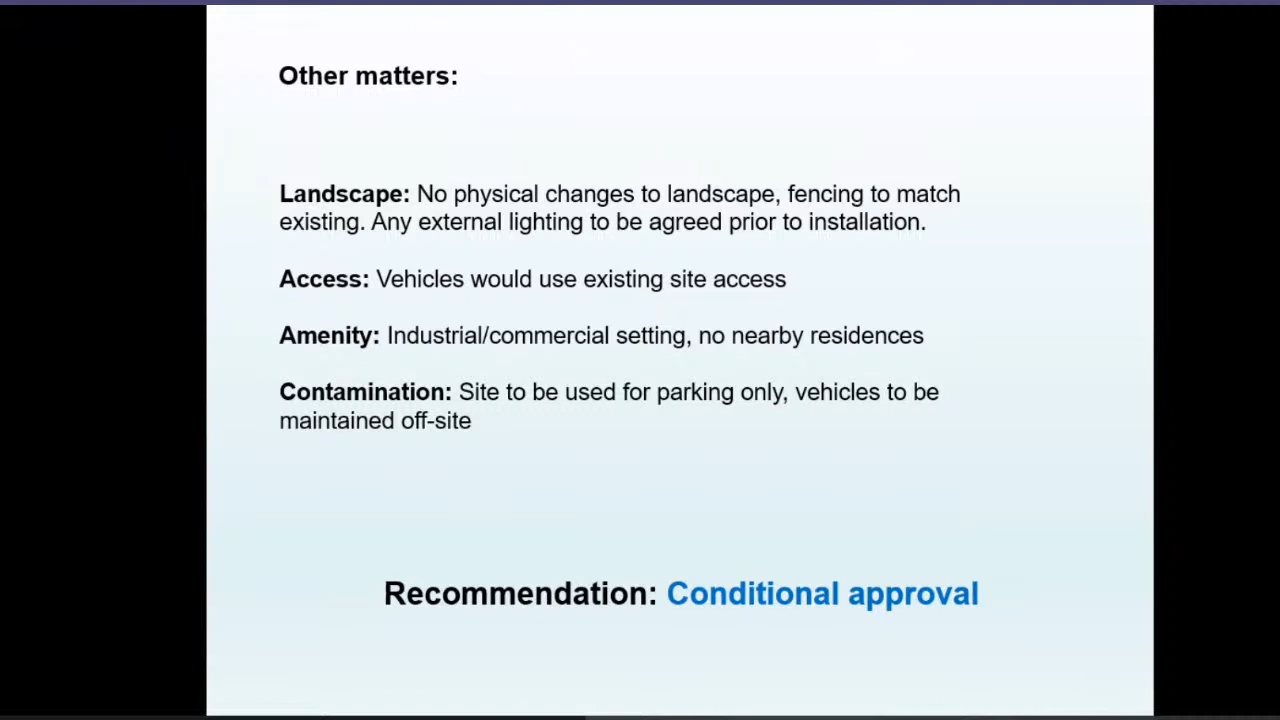 Other matters:
Landscape: No physical changes to landscape, fencing to match
existing. Any external lighting to be agreed prior to installation.
Access: Vehicles would use existing site access
Amenity: Industrial/commercial setting, no nearby residences
Contamination: Site to be used for parking only, vehicles to be
maintained off-site
Recommendation: Conditional approval